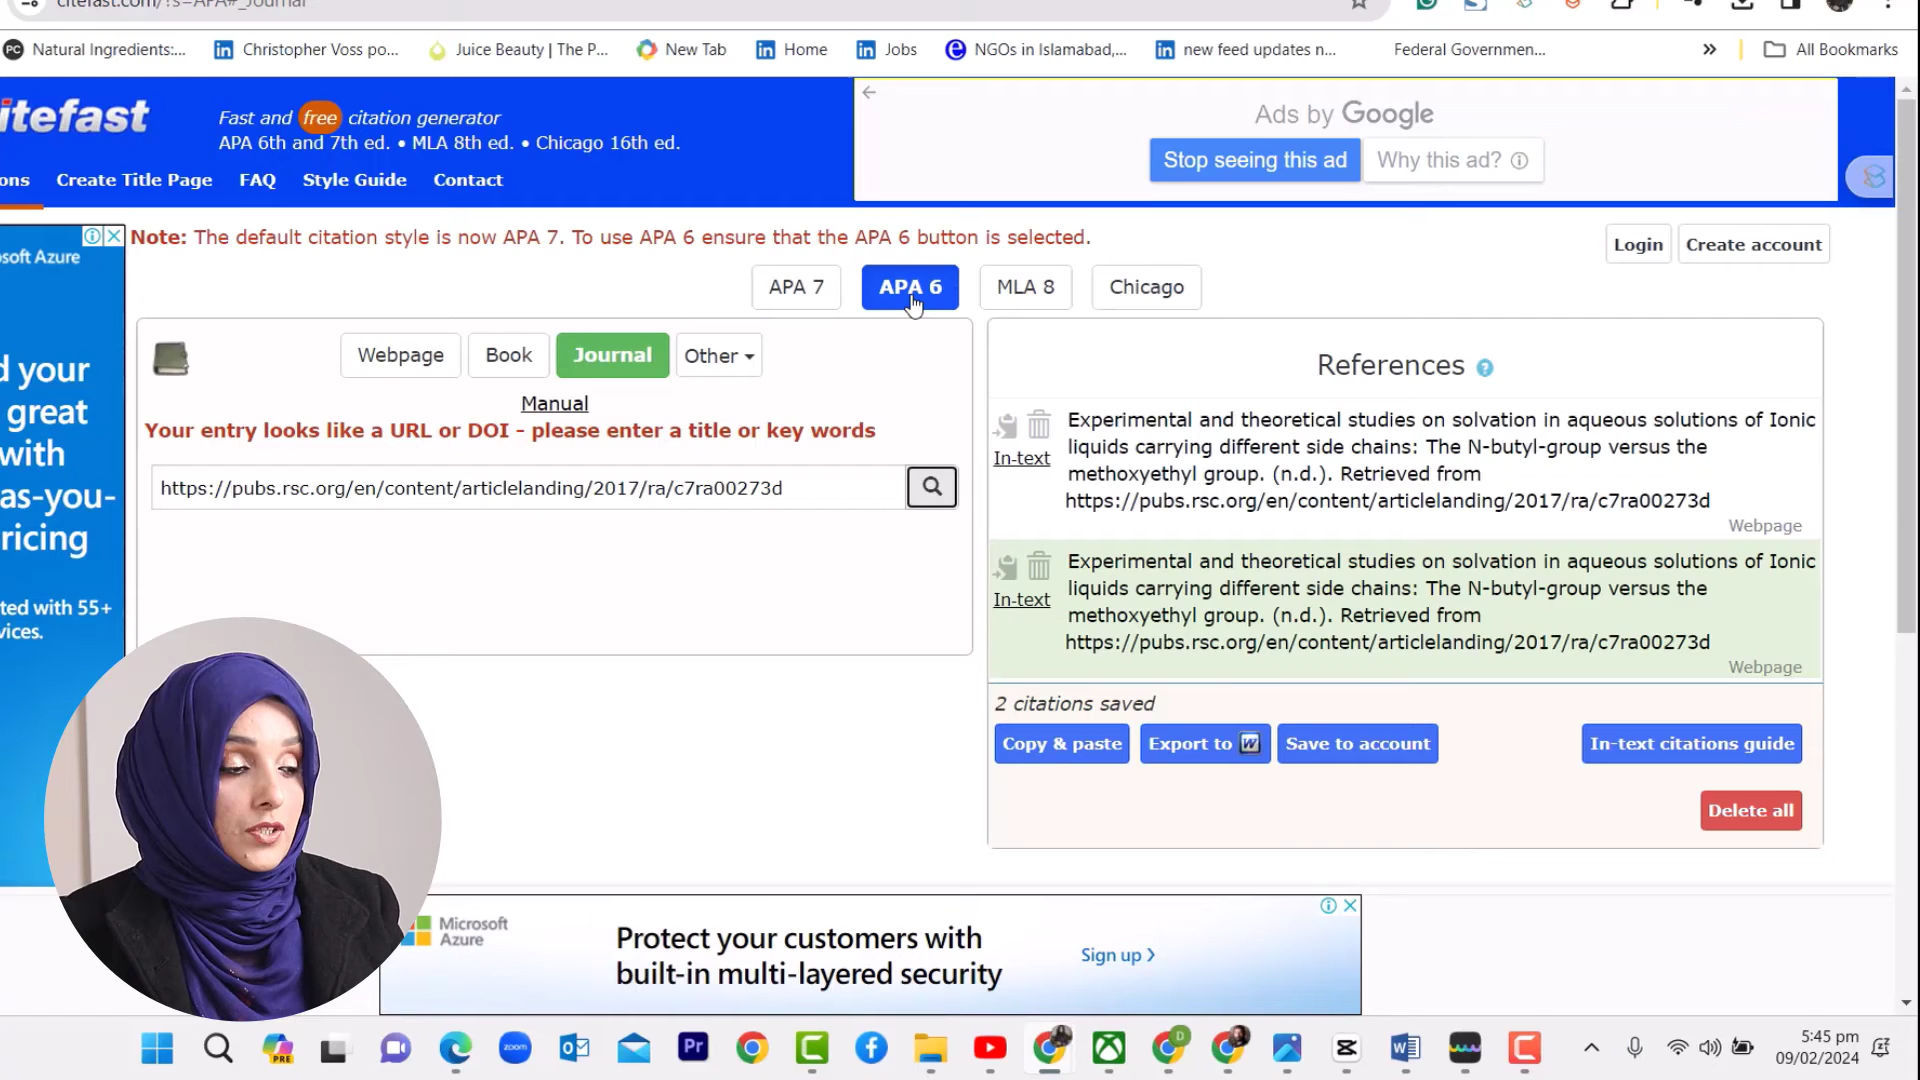 citefast.com/?s=APA#_Journal
Natural Ingredients:...
Christopher Voss po...
Juice Beauty | The P...
New Tab
Home
Jobs
NGOs in Islamabad,...
new feed updates n...
Federal Governmen...
»
All Bookmarks
itefast
Fast and free citation generator
APA 6th and 7th ed. • MLA 8th ed. • Chicago 16th ed.
ons
Create Title Page
FAQ
Style Guide
Contact
Ads by Google
Stop seeing this ad
Why this ad?
Note: The default citation style is now APA 7. To use APA 6 ensure that the APA 6 button is selected.
Login
Create account
APA 7
APA 6
MLA 8
Chicago
Webpage
Book
Journal
Other
Manual
Your entry looks like a URL or DOI - please enter a title or key words
https://pubs.rsc.org/en/content/articlelanding/2017/ra/c7ra00273d
References
In-text
Experimental and theoretical studies on solvation in aqueous solutions of Ionic
liquids carrying different side chains: The N-butyl-group versus the
methoxyethyl group. (n.d.). Retrieved from
https://pubs.rsc.org/en/content/articlelanding/2017/ra/c7ra00273d
Webpage
In-text
Experimental and theoretical studies on solvation in aqueous solutions of Ionic
liquids carrying different side chains: The N-butyl-group versus the
methoxyethyl group. (n.d.). Retrieved from
https://pubs.rsc.org/en/content/articlelanding/2017/ra/c7ra00273d
Webpage
2 citations saved
Copy & paste
Export to
Save to account
In-text citations guide
Delete all
soft Azure
d your
great
with
as-you-
ricing
ted with 55+
vices.
Microsoft
Azure
Protect your customers with
built-in multi-layered security
Sign up
PRE
zoom
Pr
D
5:45 pm
09/02/2024